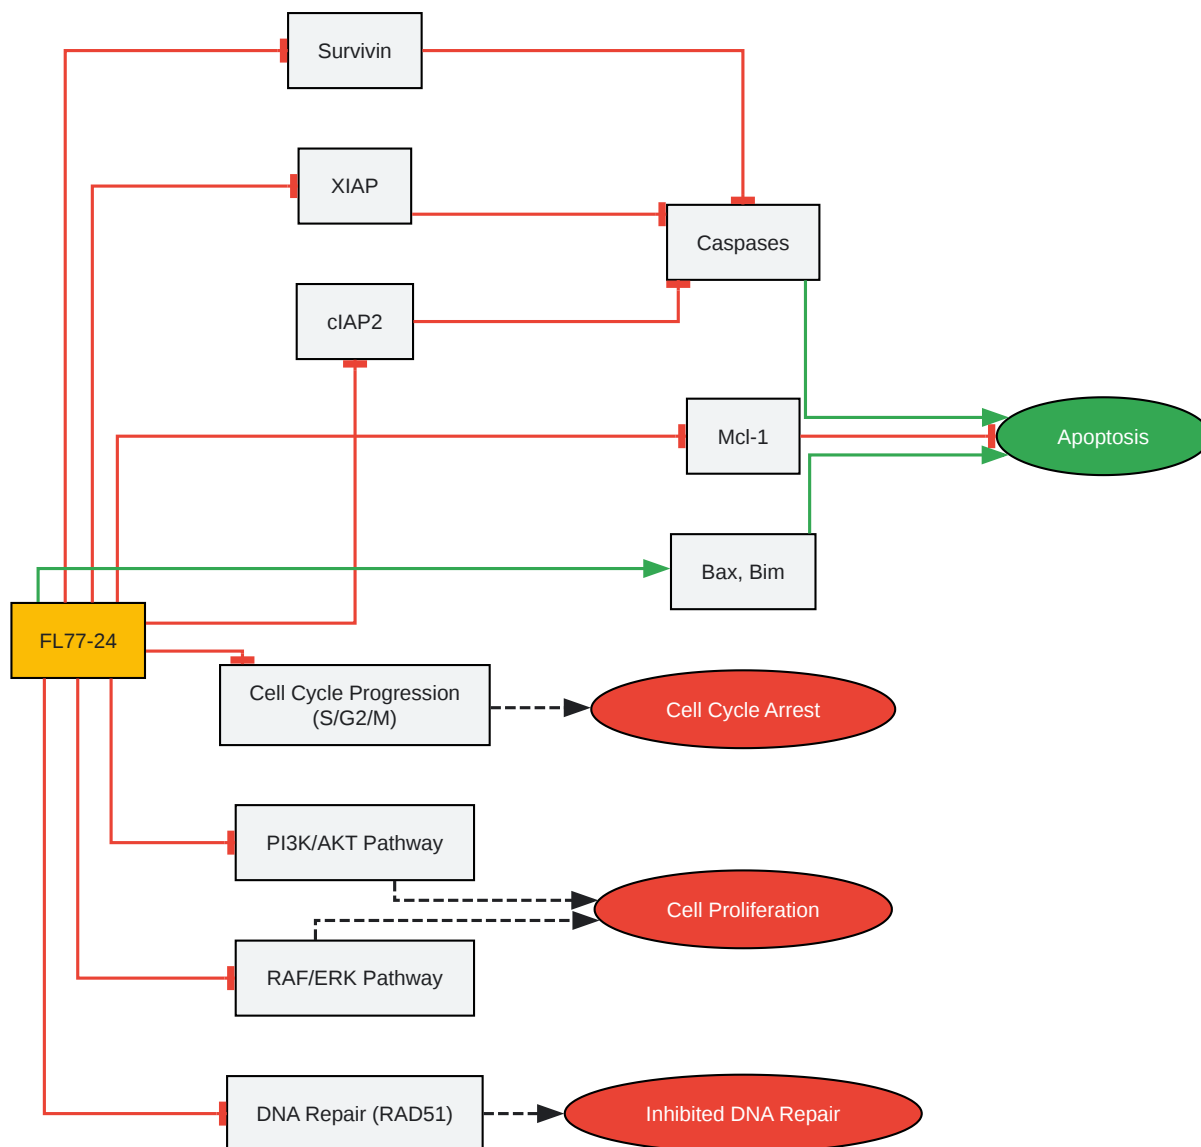 Survivin
XIAP
Caspases
cIAP2
Mcl-1
Apoptosis
Bax, Bim
FL77-24
Cell Cycle Progression
(S/G2/M)
Cell Cycle Arrest
PI3K/AKT Pathway
Cell Proliferation
RAF/ERK Pathway
DNA Repair (RAD51)
Inhibited DNA Repair